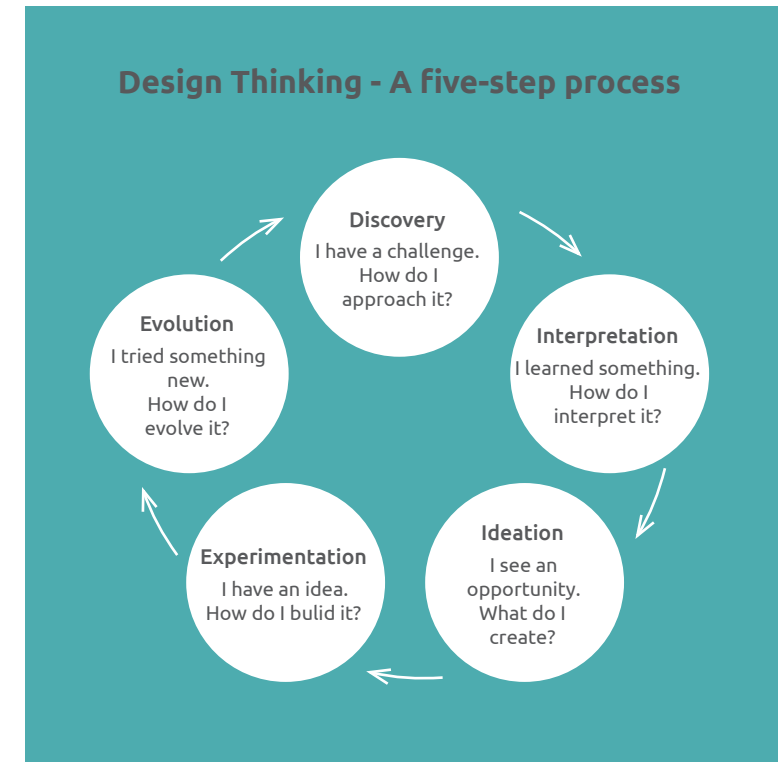 Design Thinking - A five-step process
Discovery
I have a challenge.
How do I
approach it?
Interpretation
I learned something.
How do I
interpret it?
Ideation
I see an
opportunity.
What do I
create?
Experimentation
I have an idea.
How do I bulid it?
Evolution
I tried something
new.
How do I
evolve it?